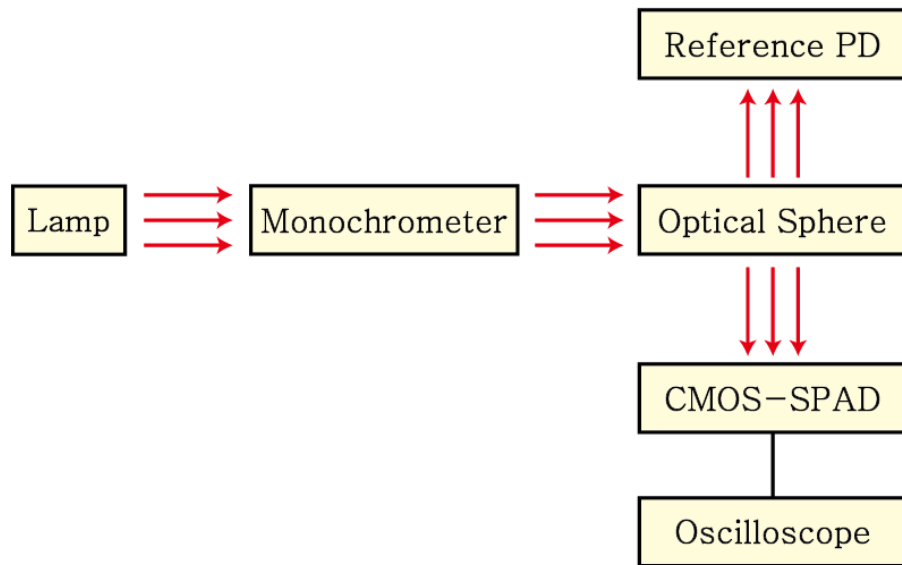 Reference PD
Lamp
Monochrometer
Optical Sphere
CMOS-SPAD
Oscilloscope